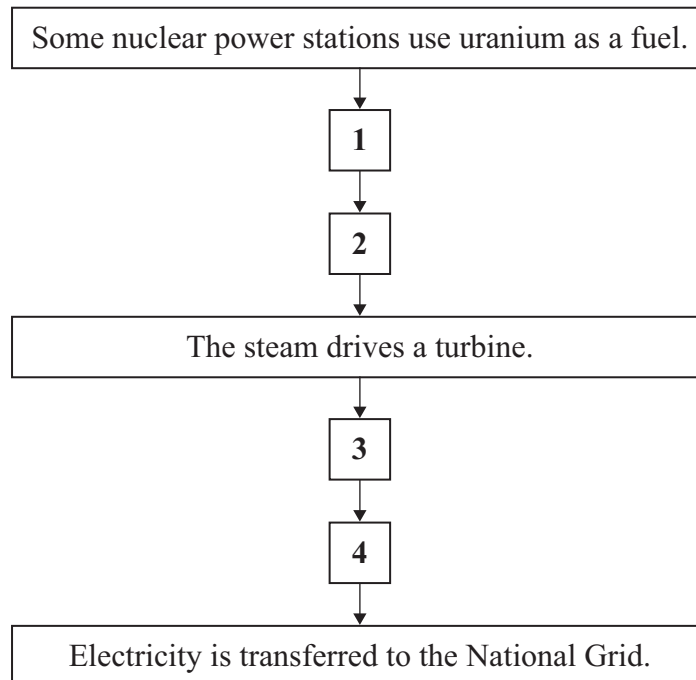 Some nuclear power stations use uranium as a fuel.
1
2
The steam drives a turbine.
3
4
Electricity is transferred to the National Grid.